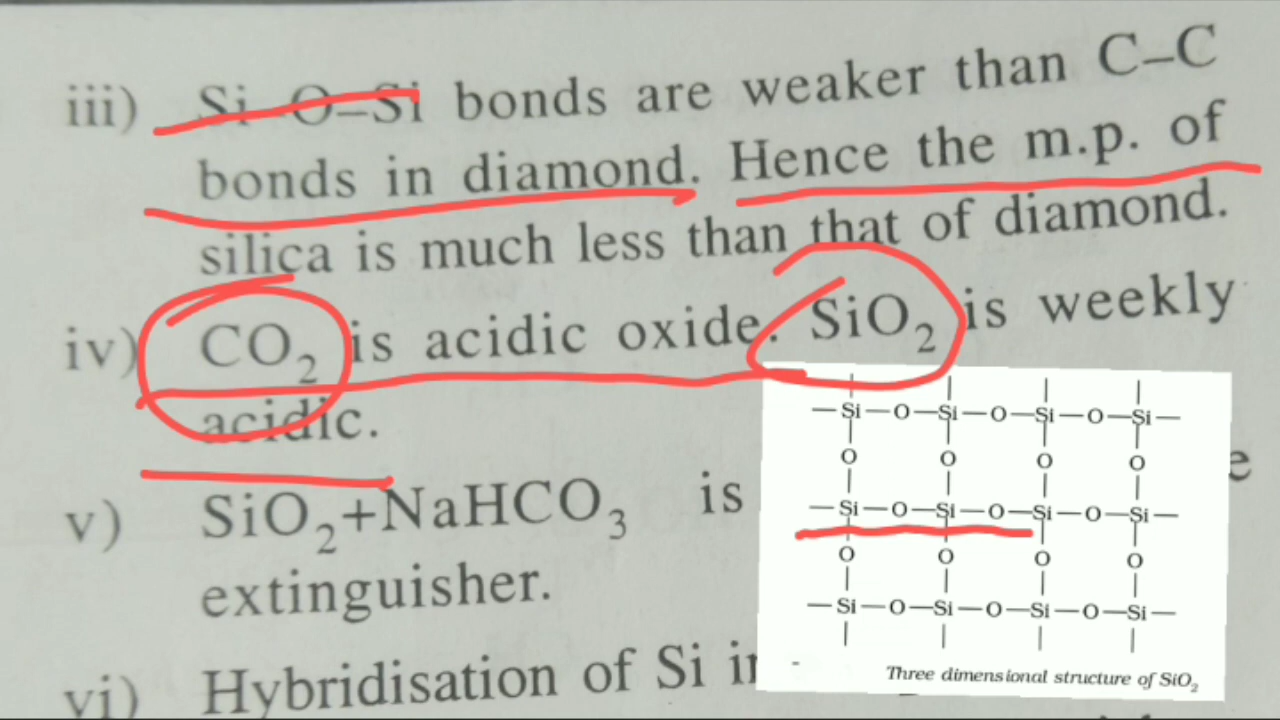 iii) Si–O–Si bonds are weaker than C–C
bonds in diamond. Hence the m.p. of
silica is much less than that of diamond.
iv) CO₂ is acidic oxide. SiO₂ is weekly
acidic.
v) SiO₂+NaHCO₃ is
extinguisher.
vi) Hybridisation of Si
—Si—O—Si—O—Si—O—Si—
O O O O
—Si—O—Si—O—Si—O—Si—
O O O O
—Si—O—Si—O—Si—O—Si—
Three dimensional structure of SiO₂